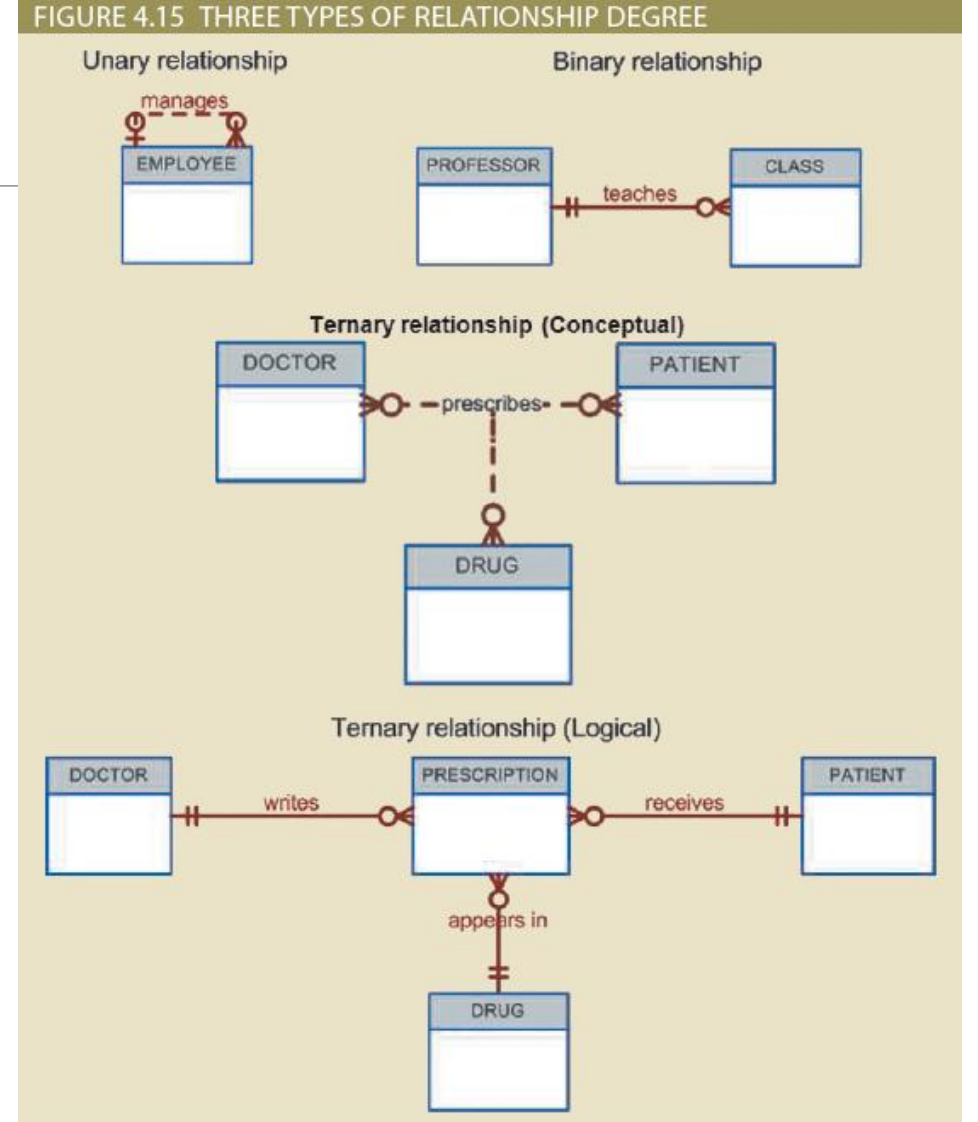 FIGURE 4.15 THREE TYPES OF RELATIONSHIP DEGREE
Unary relationship
Binary relationship
manages
EMPLOYEE
PROFESSOR
teaches
CLASS
Ternary relationship (Conceptual)
DOCTOR
PATIENT
prescribes
DRUG
Ternary relationship (Logical)
DOCTOR
PRESCRIPTION
PATIENT
writes
receives
appears in
DRUG